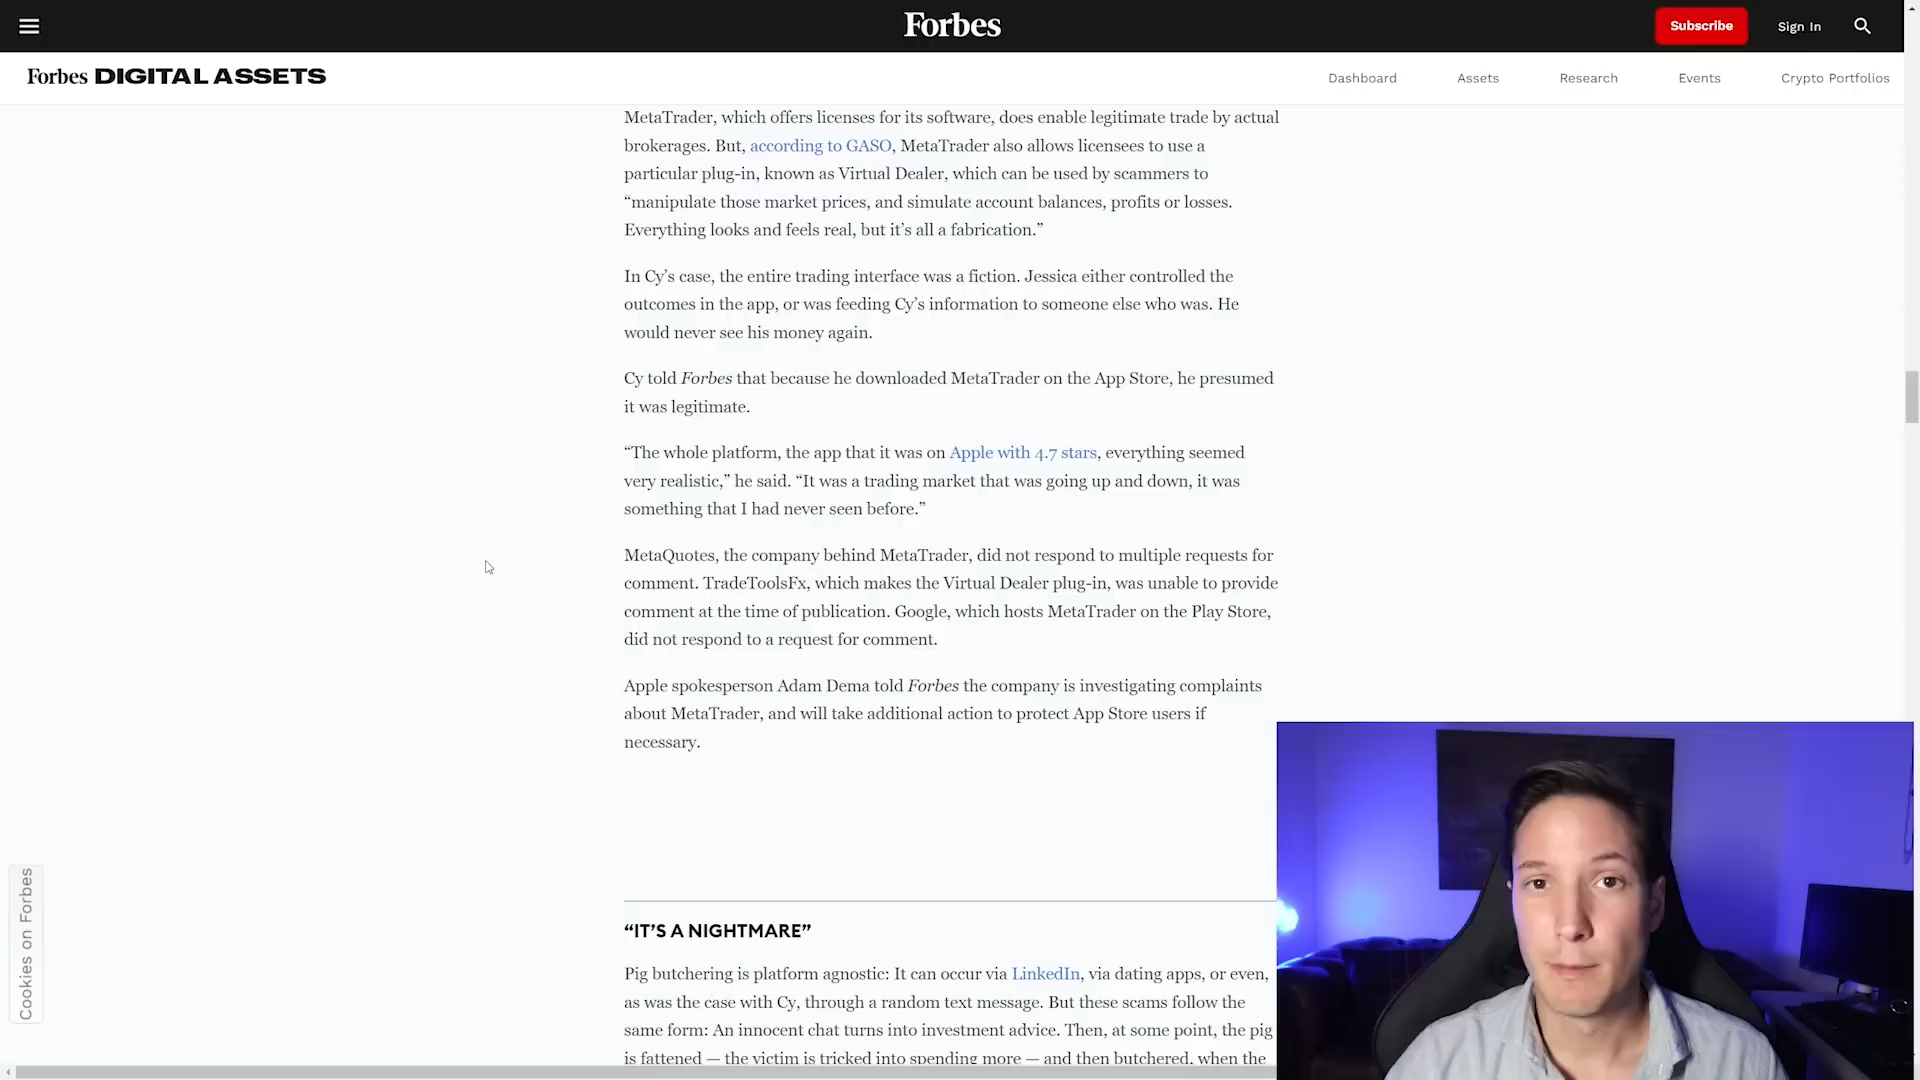 Forbes
Subscribe
Sign In
Forbes DIGITAL ASSETS
Dashboard
Assets
Research
Events
Crypto Portfolios
MetaTrader, which offers licenses for its software, does enable legitimate trade by actual
brokerages. But, according to GASO, MetaTrader also allows licensees to use a
particular plug-in, known as Virtual Dealer, which can be used by scammers to
“manipulate those market prices, and simulate account balances, profits or losses.
Everything looks and feels real, but it’s all a fabrication.”
In Cy’s case, the entire trading interface was a fiction. Jessica either controlled the
outcomes in the app, or was feeding Cy’s information to someone else who was. He
would never see his money again.
Cy told Forbes that because he downloaded MetaTrader on the App Store, he presumed
it was legitimate.
“The whole platform, the app that it was on Apple with 4.7 stars, everything seemed
very realistic,” he said. “It was a trading market that was going up and down, it was
something that I had never seen before.”
MetaQuotes, the company behind MetaTrader, did not respond to multiple requests for
comment. TradeToolsFx, which makes the Virtual Dealer plug-in, was unable to provide
comment at the time of publication. Google, which hosts MetaTrader on the Play Store,
did not respond to a request for comment.
Apple spokesperson Adam Dema told Forbes the company is investigating complaints
about MetaTrader, and will take additional action to protect App Store users if
necessary.
“IT’S A NIGHTMARE”
Pig butchering is platform agnostic: It can occur via LinkedIn, via dating apps, or even,
as was the case with Cy, through a random text message. But these scams follow the
same form: An innocent chat turns into investment advice. Then, at some point, the pig
is fattened — the victim is tricked into spending more — and then butchered, when the
Cookies on Forbes